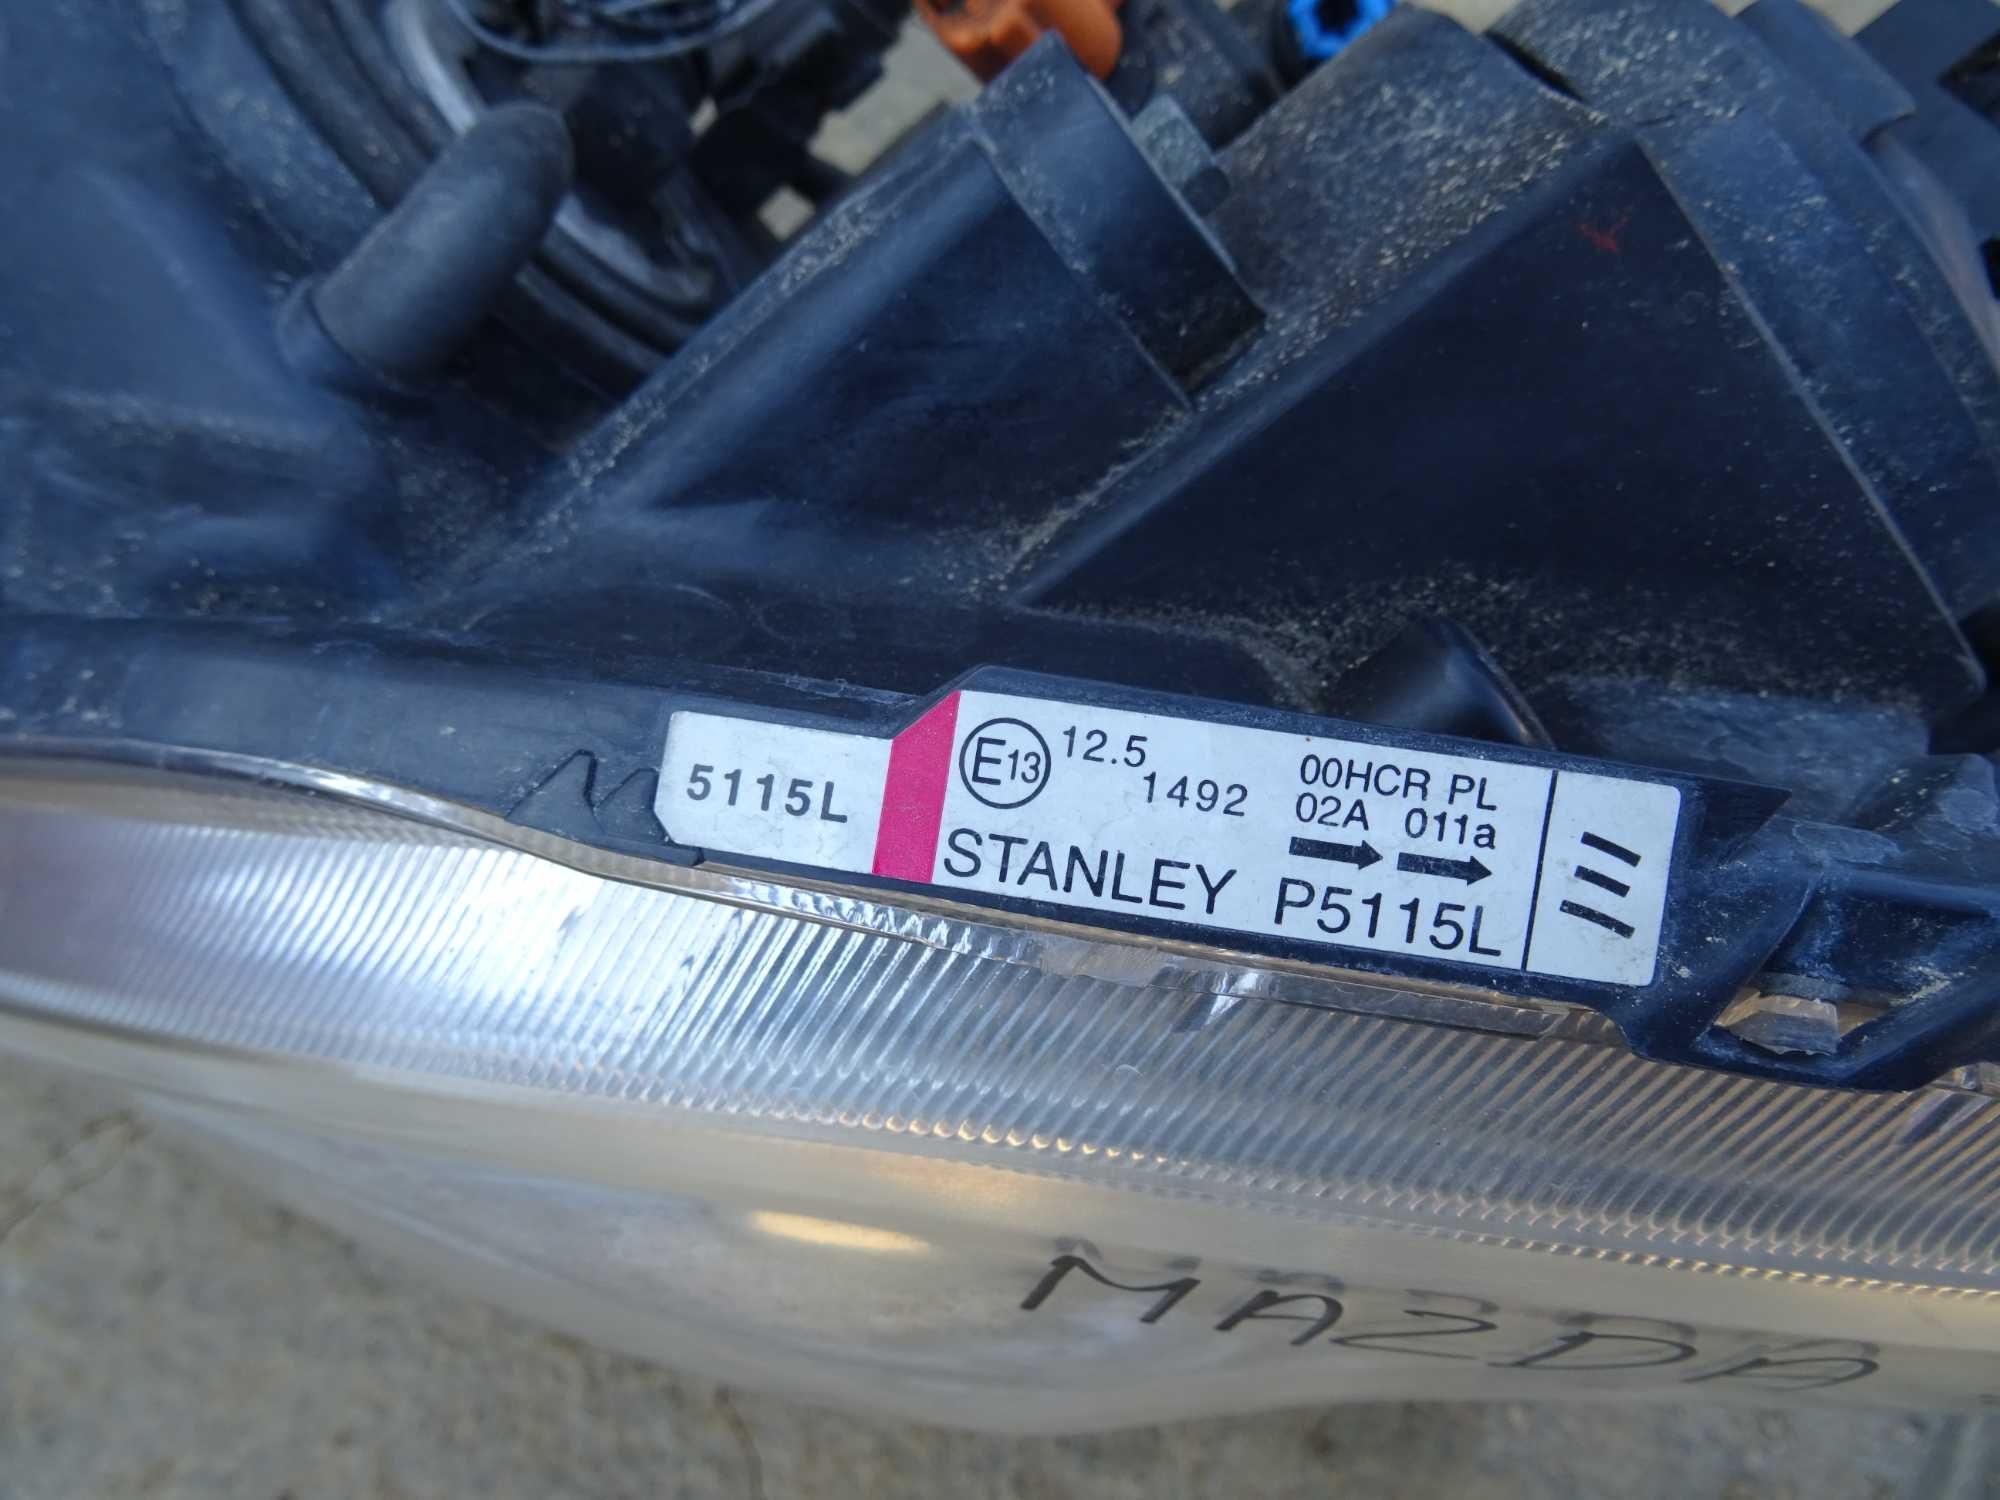 5115L
E13 12.5
1492
00HCR PL
02A 011a
STANLEY P5115L
MAZDA